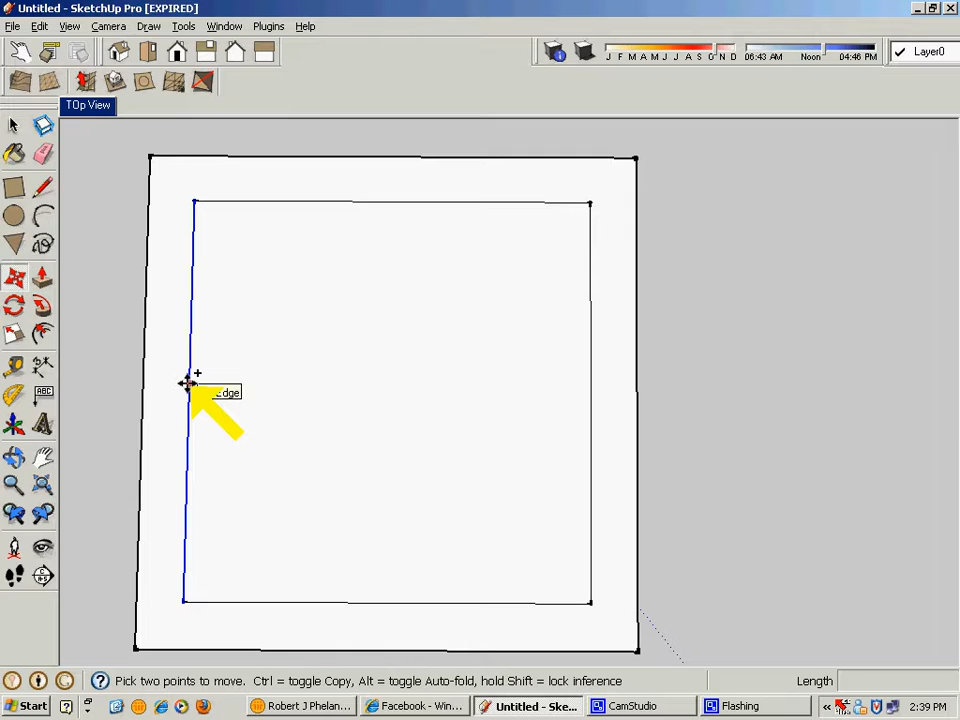 Untitled - SketchUp Pro [EXPIRED]
File Edit View Camera Draw Tools Window Plugins Help
J F M A M J J A S O N D 06:43 AM Noon 04:46 PM Layer0
TOp View
Edge
ABC
Pick two points to move.  Ctrl = toggle Copy, Alt = toggle Auto-fold, hold Shift = lock inference Length
Start Robert J Phelan... Facebook - Win... Untitled - Ske... CamStudio Flashing 2:39 PM